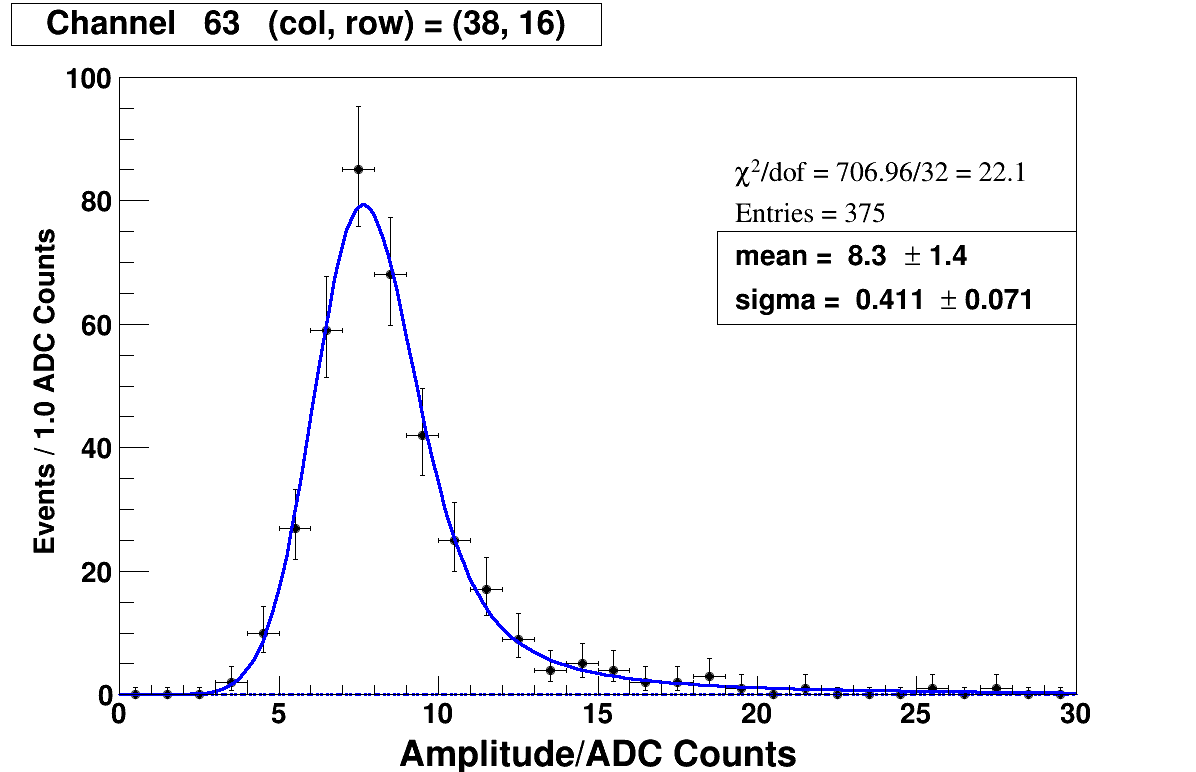 Channel 63 (col, row) = (38, 16)
100
80
60
40
20
0
Events / 1.0 ADC Counts
χ²/dof = 706.96/32 = 22.1
Entries = 375
mean = 8.3 ± 1.4
sigma = 0.411 ± 0.071
0 5 10 15 20 25 30
Amplitude/ADC Counts